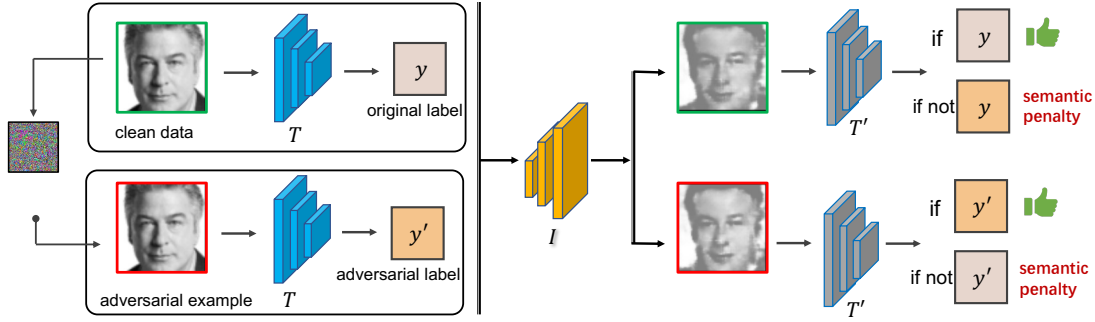 clean data
T
y
original label
adversarial example
T
y′
adversarial label
I
T′
if
y
if not
y
semantic
penalty
T′
if
y′
if not
y′
semantic
penalty